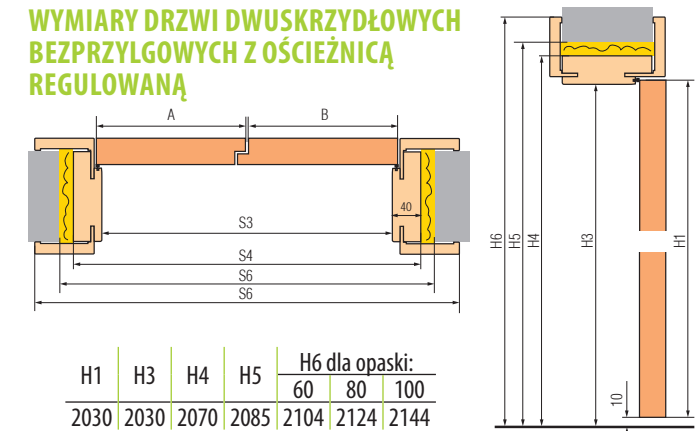 WYMIARY DRZWI DWUSKRZYDŁOWYCH
BEZPRZYLGOWYCH Z OŚCIEŻNICĄ
REGULOWANĄ
A B
40
S3
S4
S6
S6
H6 H5 H4 H3 H1
10
H1 H3 H4 H5 H6 dla opaski:
60 80 100
2030 2030 2070 2085 2104 2124 2144